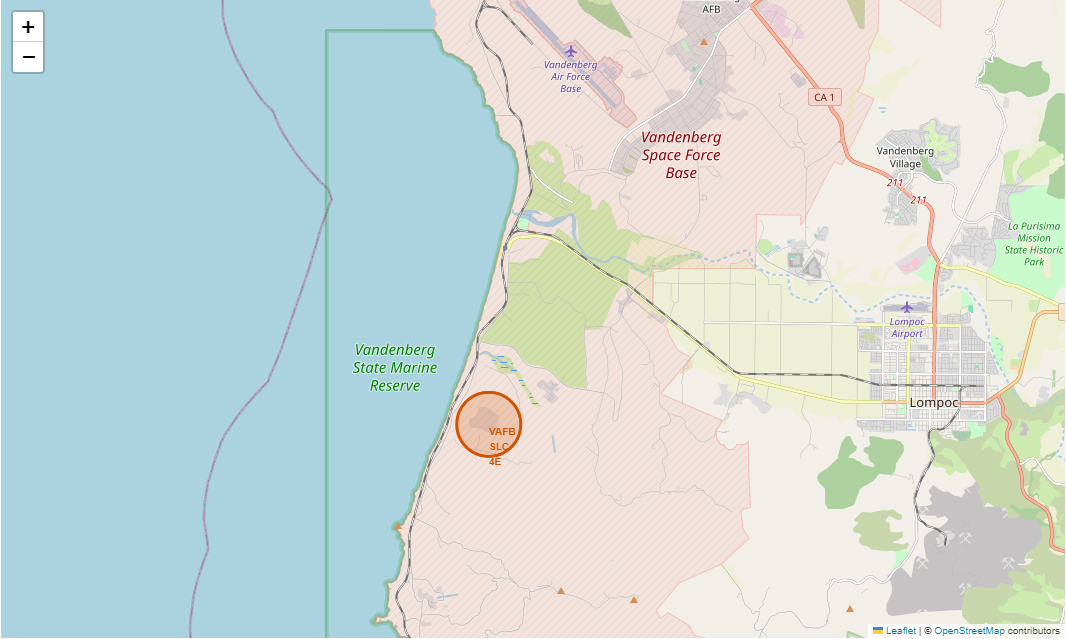 +
−
AFB
Vandenberg
Air Force
Base
CA 1
Vandenberg
Space Force
Base
Vandenberg
Village
211
211
La Purisima
Mission
State Historic
Park
Lompoc
Airport
Vandenberg
State Marine
Reserve
Lompoc
VAFB
SLC
4E
Leaflet | © OpenStreetMap contributors